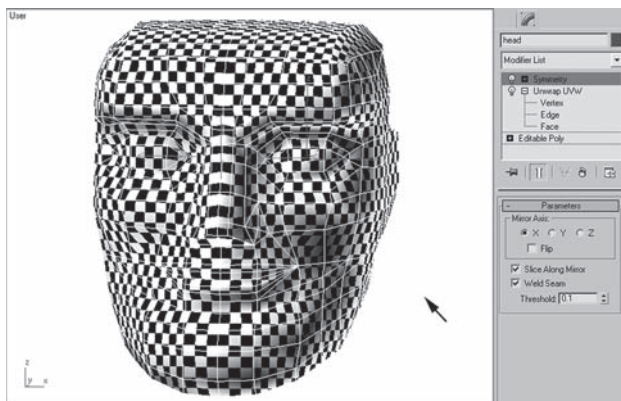 User
head
Modifier List
Symmetry
Unwrap UVW
Vertex
Edge
Face
Editable Poly
Parameters
Mirror Axis:
X Y Z
Flip
Slice Along Mirror
Weld Seam
Threshold: 0.1
z
y x